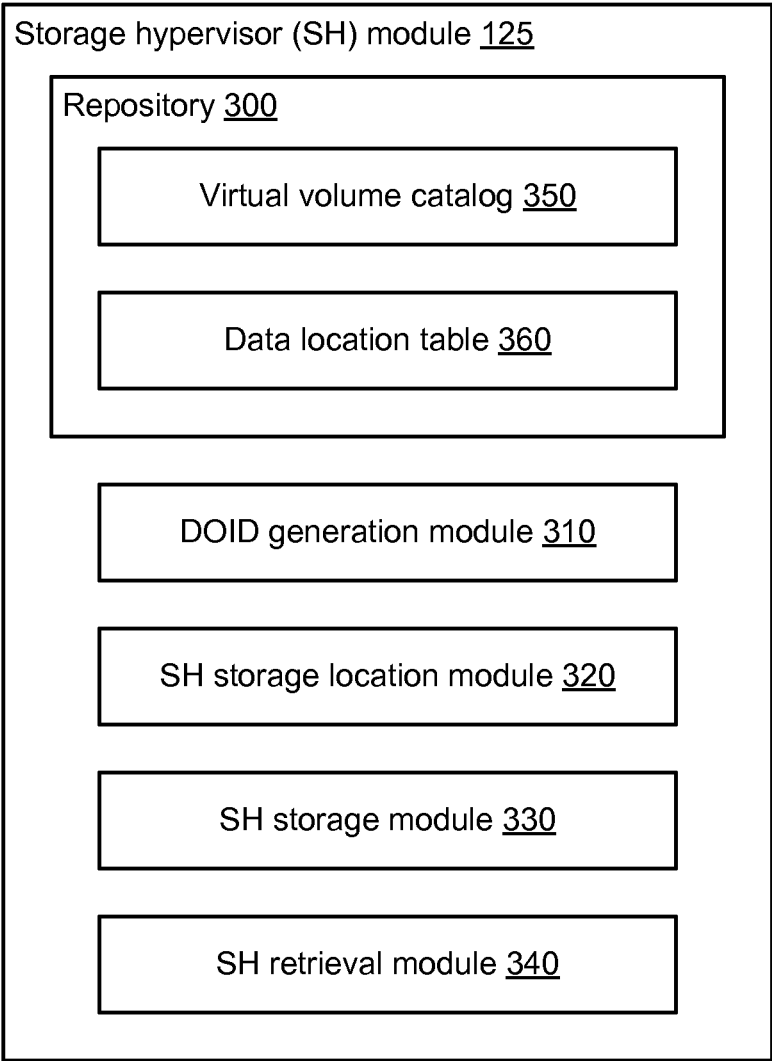 Storage hypervisor (SH) module 125
Repository 300
Virtual volume catalog 350
Data location table 360
DOID generation module 310
SH storage location module 320
SH storage module 330
SH retrieval module 340